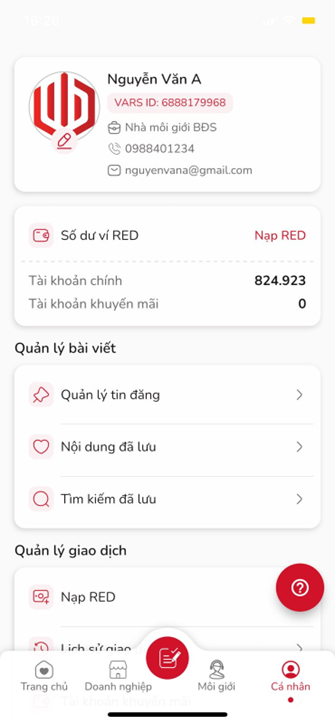 Nguyễn Văn A
VARS ID: 6888179968
Nhà môi giới BĐS
0988401234
nguyenvana@gmail.com
Số dư ví RED
Nạp RED
Tài khoản chính
824.923
Tài khoản khuyến mãi
0
Quản lý bài viết
Quản lý tin đăng
Nội dung đã lưu
Tìm kiếm đã lưu
Quản lý giao dịch
Nạp RED
Lịch sử giao
Trang chủ
Doanh nghiệp
Môi giới
Cá nhân
Tài khoản khuyến mãi